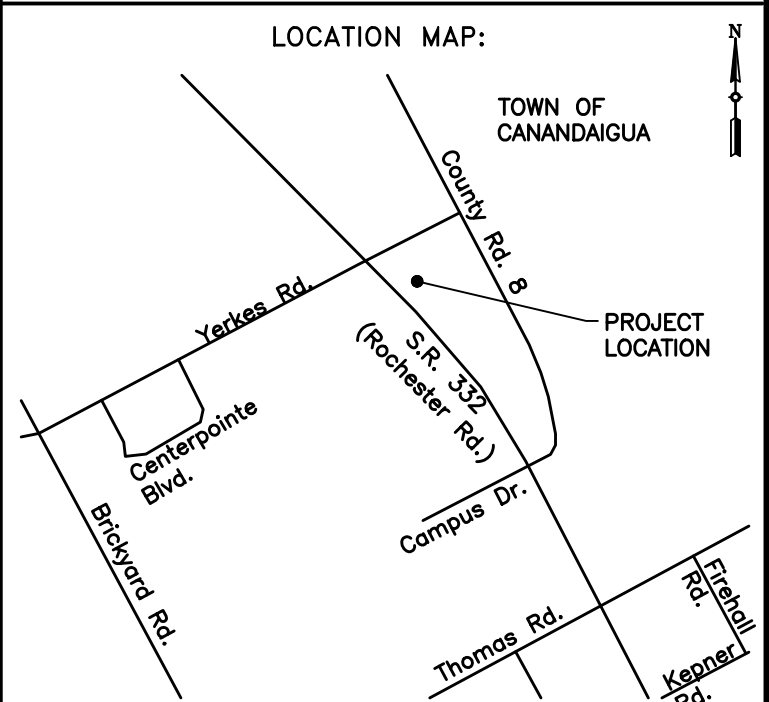 LOCATION MAP:
N
TOWN OF
CANANDAIGUA
County Rd. 8
Yerkes Rd.
PROJECT
LOCATION
S.R. 332
(Rochester Rd.)
Centerpointe
Blvd.
Campus Dr.
Brickyard Rd.
Firehall
Rd.
Thomas Rd.
Kepner
Rd.